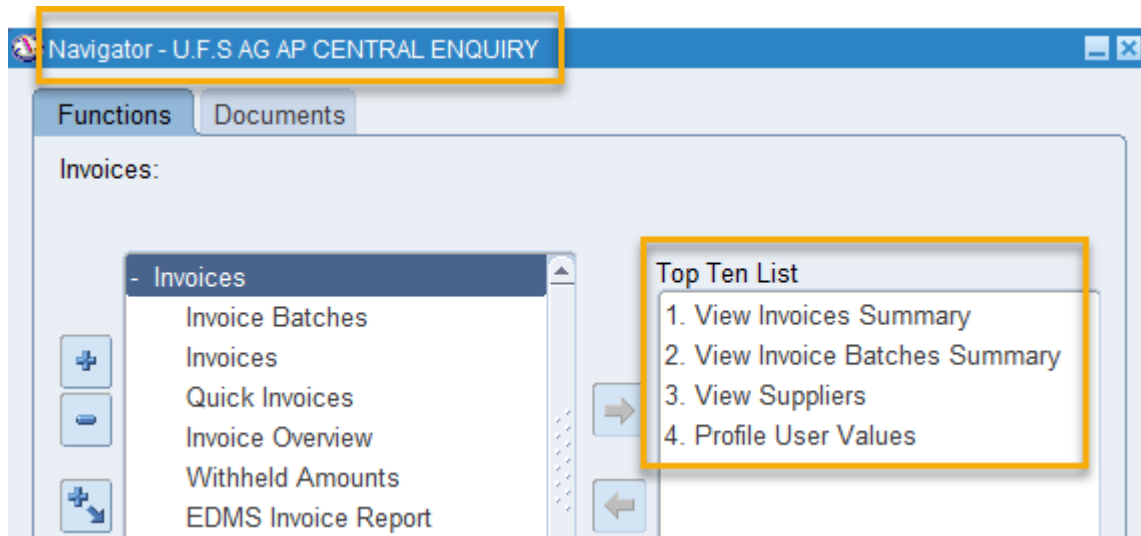 Navigator - U.F.S AG AP CENTRAL ENQUIRY
Functions Documents
Invoices:
- Invoices
Invoice Batches
Invoices
Quick Invoices
Invoice Overview
Withheld Amounts
EDMS Invoice Report
Top Ten List
1. View Invoices Summary
2. View Invoice Batches Summary
3. View Suppliers
4. Profile User Values